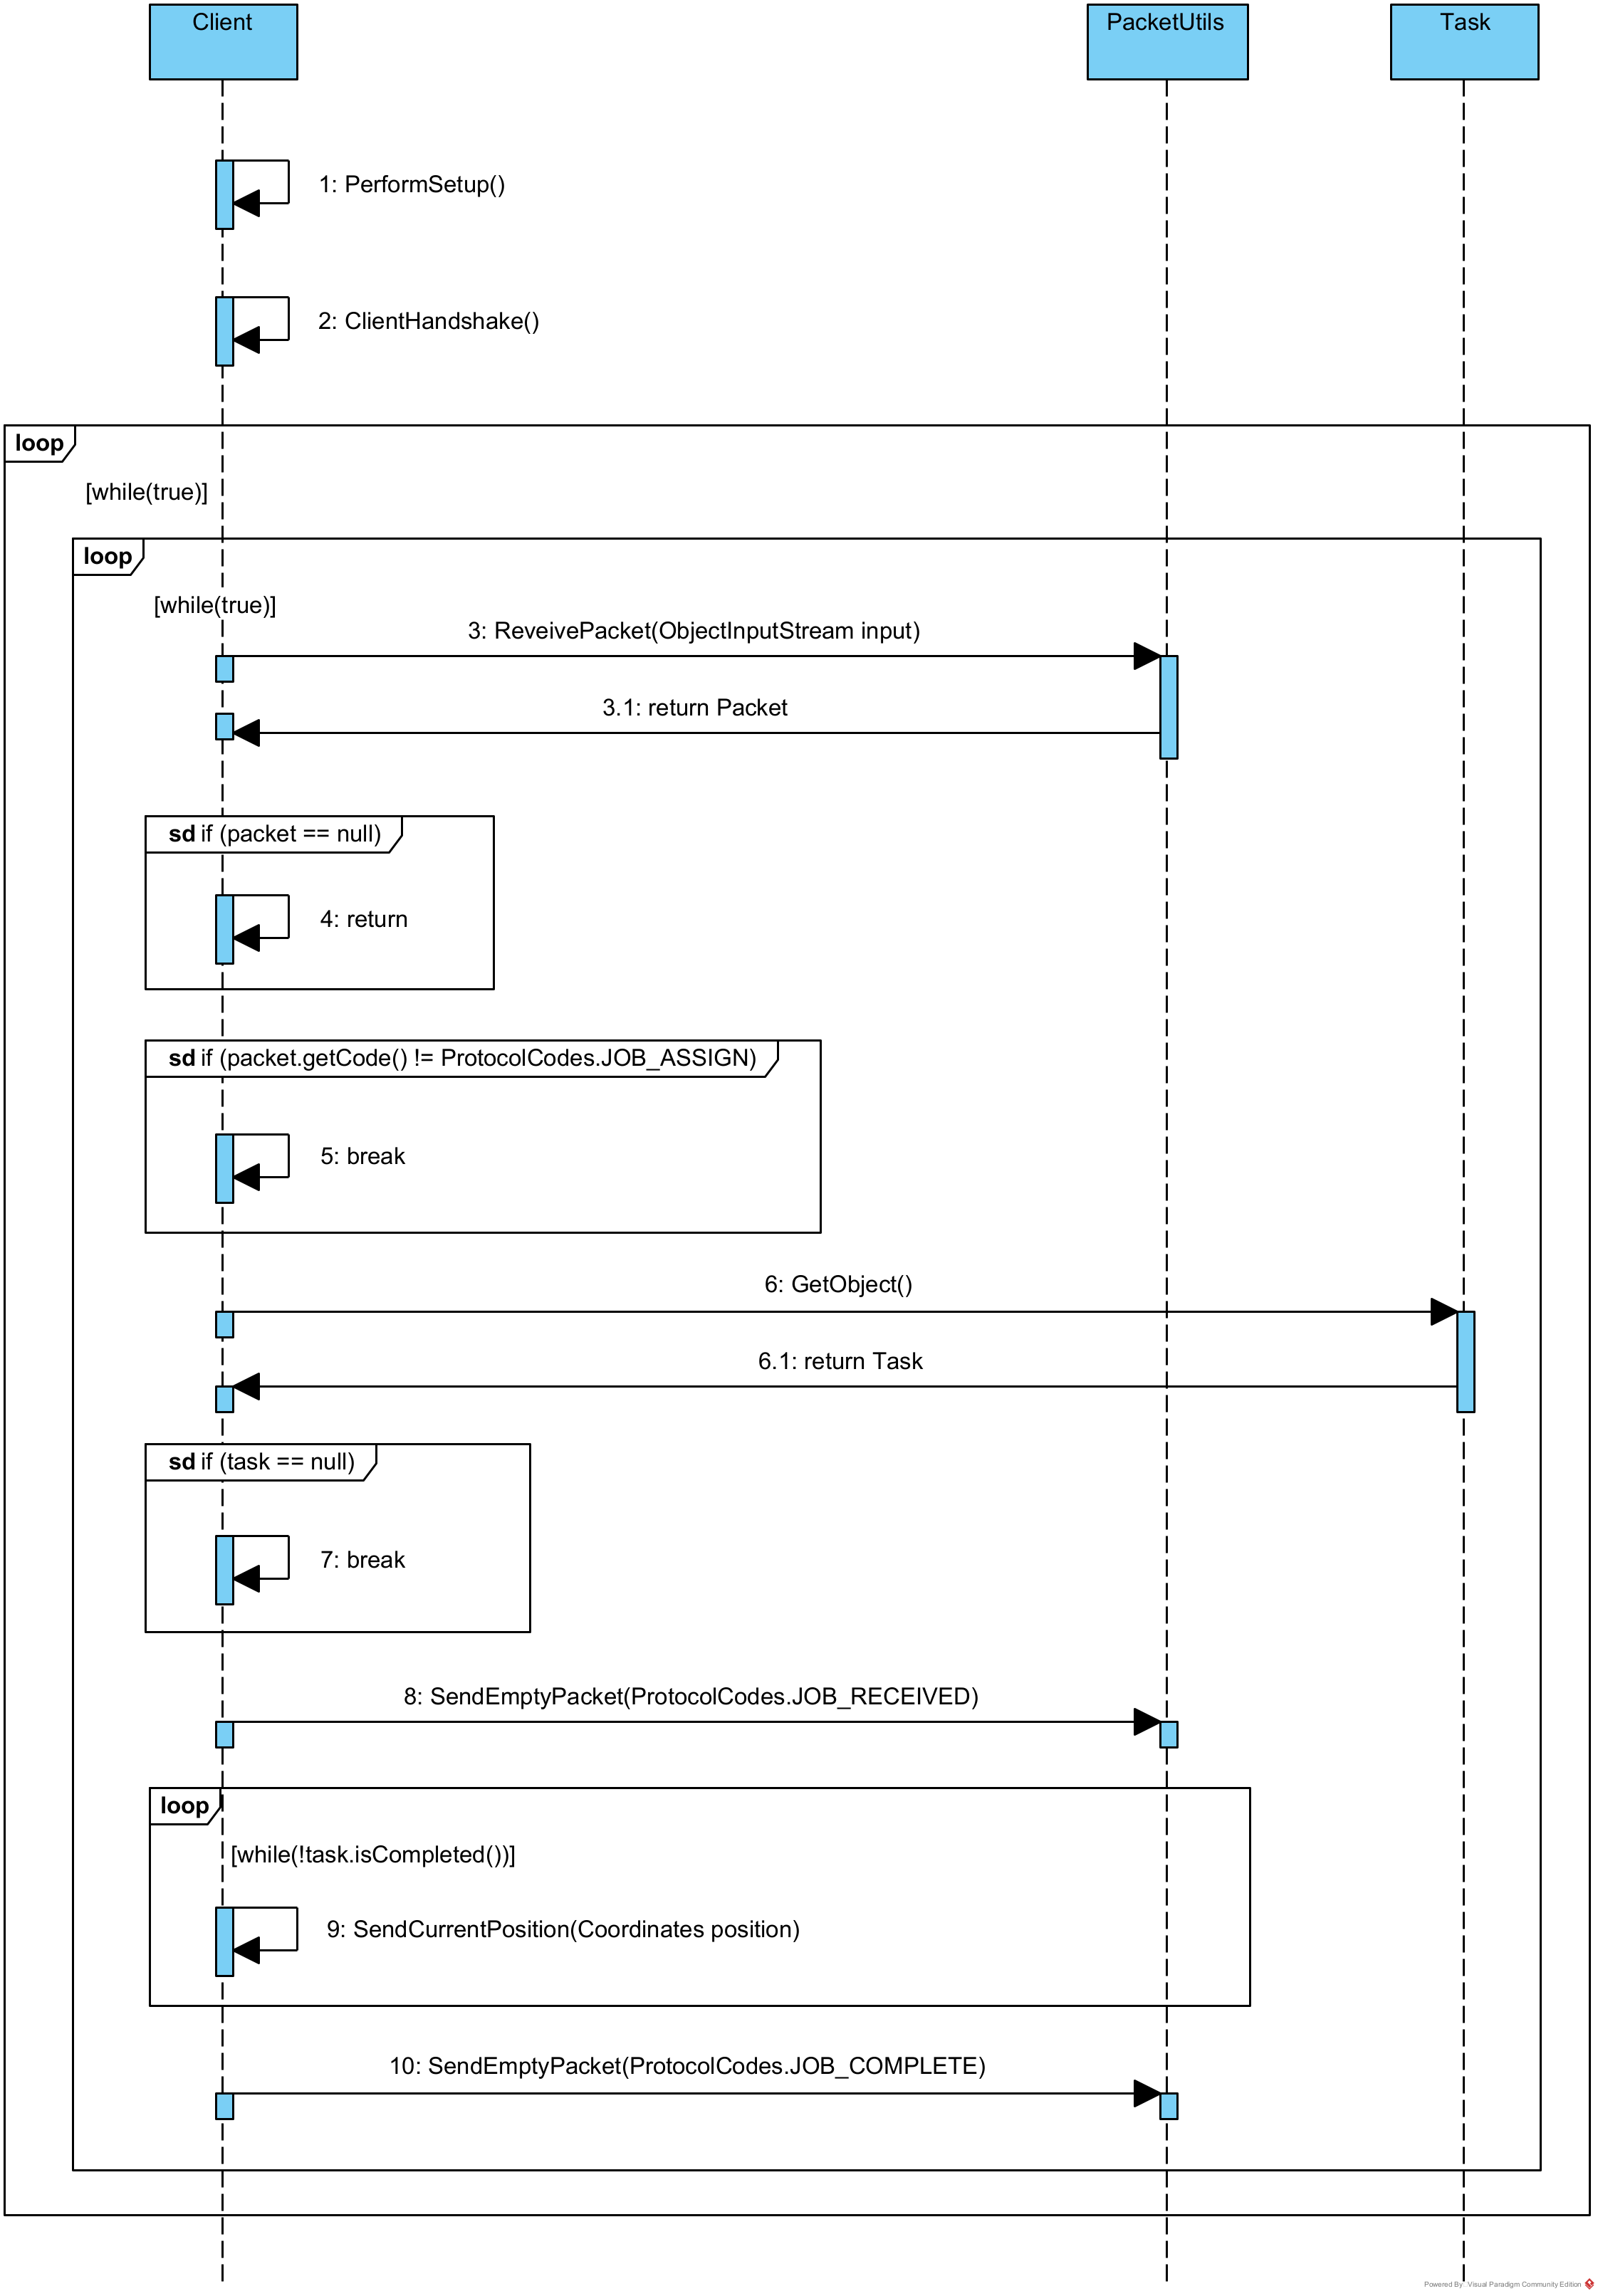 Client
PacketUtils
Task
1: PerformSetup()
2: ClientHandshake()
loop
[while(true)]
loop
[while(true)]
3: ReveivePacket(ObjectInputStream input)
3.1: return Packet
sd if (packet == null)
4: return
sd if (packet.getCode() != ProtocolCodes.JOB_ASSIGN)
5: break
6: GetObject()
6.1: return Task
sd if (task == null)
7: break
8: SendEmptyPacket(ProtocolCodes.JOB_RECEIVED)
loop
[while(!task.isCompleted())]
9: SendCurrentPosition(Coordinates position)
10: SendEmptyPacket(ProtocolCodes.JOB_COMPLETE)
Powered By Visual Paradigm Community Edition